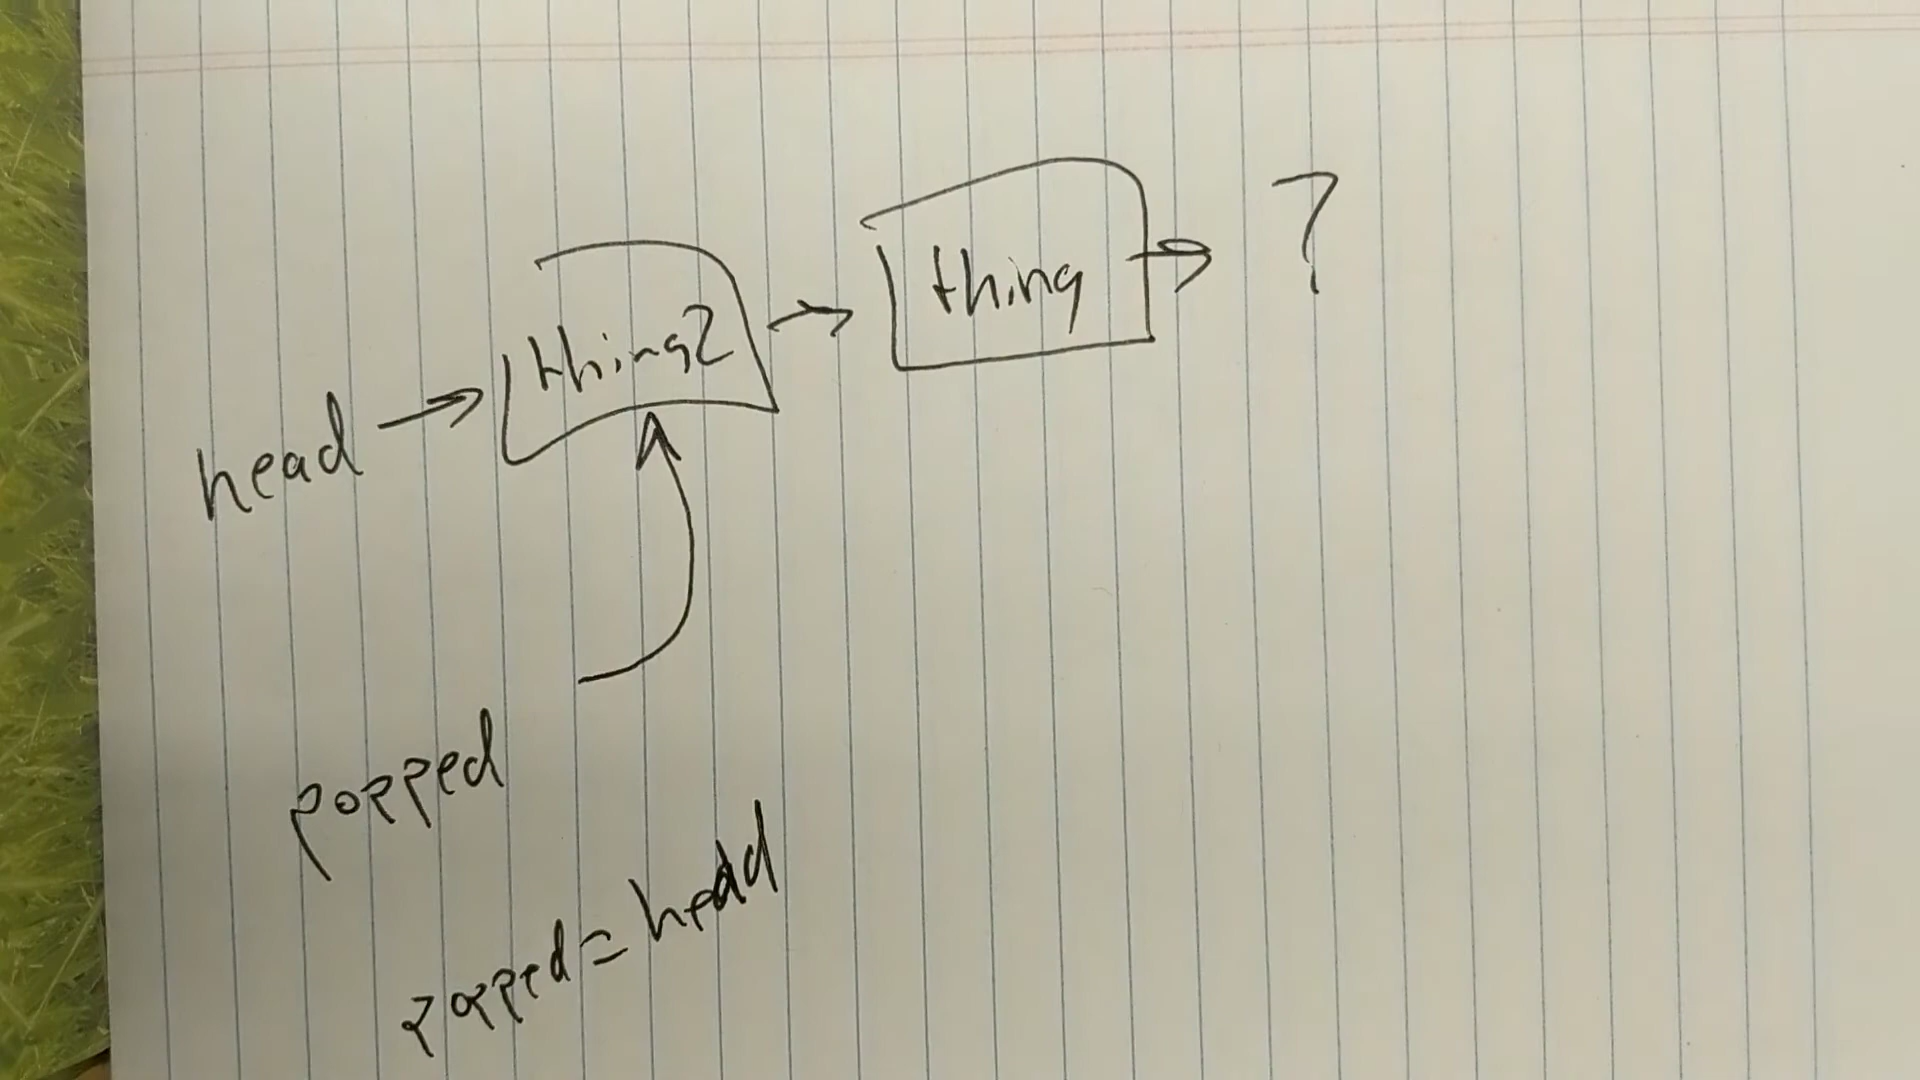 thing ?
thing2
head
popped
popped = head